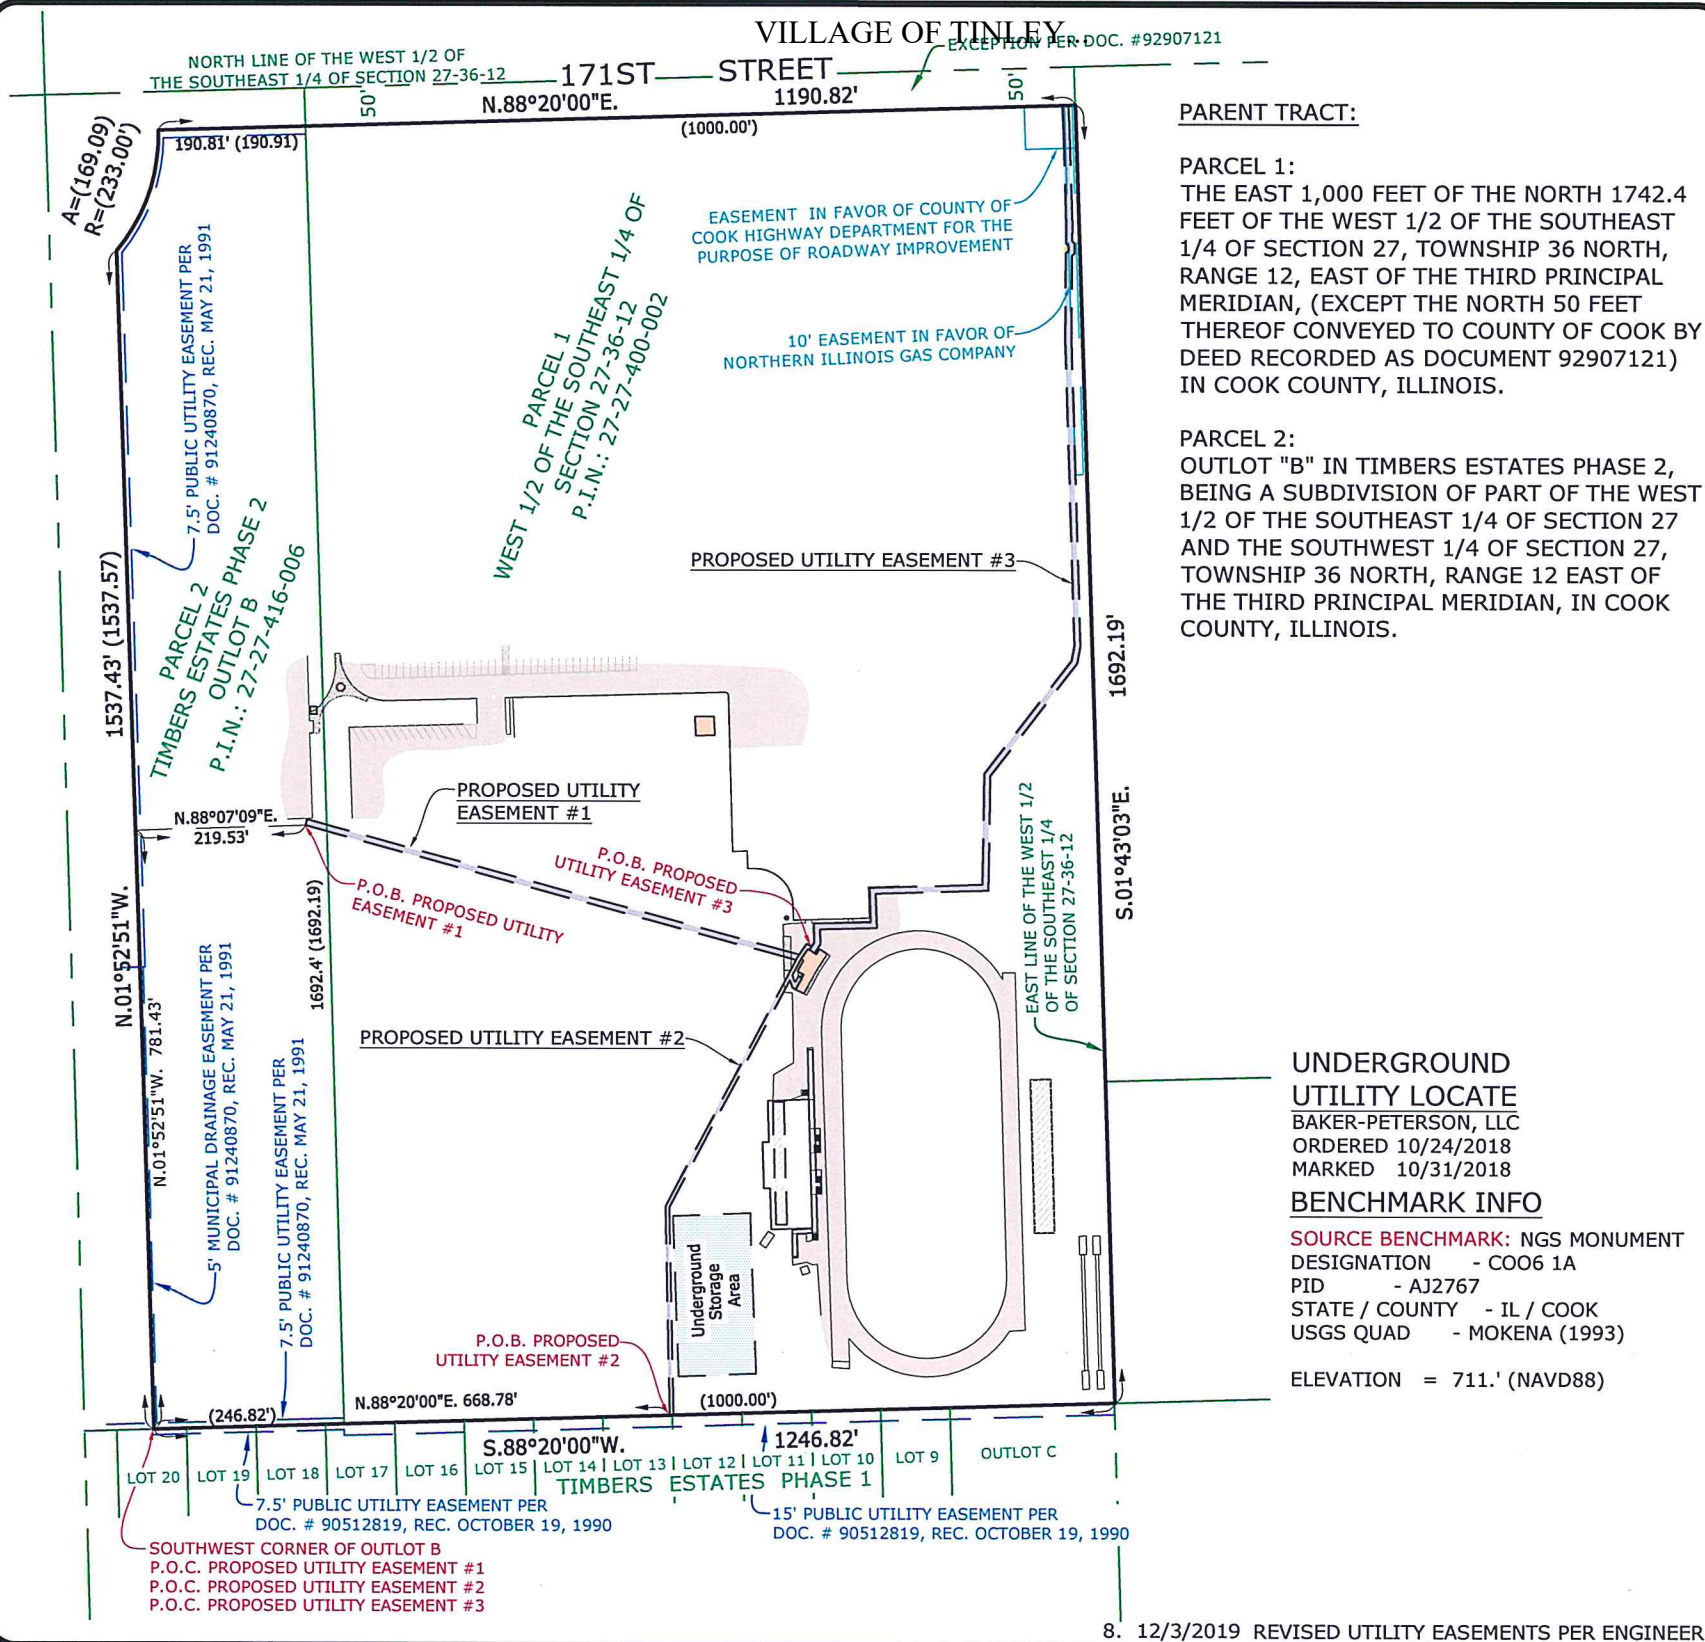 VILLAGE OF TINLEY...
NORTH LINE OF THE WEST 1/2 OF
THE SOUTHEAST 1/4 OF SECTION 27-36-12
171ST STREET
EXCEPTION PER DOC. #92907121
50'
50'
N.88°20'00"E. 1190.82'
190.81' (190.91)
(1000.00')
A=(169.09)
R=(233.00')
7.5' PUBLIC UTILITY EASEMENT PER
DOC. # 91240870, REC. MAY 21, 1991
EASEMENT IN FAVOR OF COUNTY OF
COOK HIGHWAY DEPARTMENT FOR THE
PURPOSE OF ROADWAY IMPROVEMENT
10' EASEMENT IN FAVOR OF
NORTHERN ILLINOIS GAS COMPANY
PARCEL 1
WEST 1/2 OF THE SOUTHEAST 1/4 OF
SECTION 27-36-12
P.I.N.: 27-27-400-002
PARCEL 2
TIMBERS ESTATES PHASE 2
OUTLOT B
P.I.N.: 27-27-416-006
1537.43' (1537.57)
PROPOSED UTILITY EASEMENT #3
1692.19'
S.01°43'03"E.
PROPOSED UTILITY
EASEMENT #1
N.88°07'09"E.
219.53'
P.O.B. PROPOSED
UTILITY EASEMENT #3
P.O.B. PROPOSED UTILITY
EASEMENT #1
1692.4' (1692.19)
EAST LINE OF THE WEST 1/2
OF THE SOUTHEAST 1/4
OF SECTION 27-36-12
N.01°52'51"W.
N.01°52'51"W. 781.43'
5' MUNICIPAL DRAINAGE EASEMENT PER
DOC. # 91240870, REC. MAY 21, 1991
7.5' PUBLIC UTILITY EASEMENT PER
DOC. # 91240870, REC. MAY 21, 1991
PROPOSED UTILITY EASEMENT #2
Underground
Storage
Area
P.O.B. PROPOSED
UTILITY EASEMENT #2
(246.82')
N.88°20'00"E. 668.78'
(1000.00')
S.88°20'00"W. 1246.82'
LOT 20
LOT 19
LOT 18
LOT 17
LOT 16
LOT 15
LOT 14
LOT 13
LOT 12
LOT 11
LOT 10
LOT 9
OUTLOT C
TIMBERS ESTATES PHASE 1
7.5' PUBLIC UTILITY EASEMENT PER
DOC. # 90512819, REC. OCTOBER 19, 1990
15' PUBLIC UTILITY EASEMENT PER
DOC. # 90512819, REC. OCTOBER 19, 1990
SOUTHWEST CORNER OF OUTLOT B
P.O.C. PROPOSED UTILITY EASEMENT #1
P.O.C. PROPOSED UTILITY EASEMENT #2
P.O.C. PROPOSED UTILITY EASEMENT #3
PARENT TRACT:
PARCEL 1:
THE EAST 1,000 FEET OF THE NORTH 1742.4
FEET OF THE WEST 1/2 OF THE SOUTHEAST
1/4 OF SECTION 27, TOWNSHIP 36 NORTH,
RANGE 12, EAST OF THE THIRD PRINCIPAL
MERIDIAN, (EXCEPT THE NORTH 50 FEET
THEREOF CONVEYED TO COUNTY OF COOK BY
DEED RECORDED AS DOCUMENT 92907121)
IN COOK COUNTY, ILLINOIS.
PARCEL 2:
OUTLOT "B" IN TIMBERS ESTATES PHASE 2,
BEING A SUBDIVISION OF PART OF THE WEST
1/2 OF THE SOUTHEAST 1/4 OF SECTION 27
AND THE SOUTHWEST 1/4 OF SECTION 27,
TOWNSHIP 36 NORTH, RANGE 12 EAST OF
THE THIRD PRINCIPAL MERIDIAN, IN COOK
COUNTY, ILLINOIS.
UNDERGROUND
UTILITY LOCATE
BAKER-PETERSON, LLC
ORDERED 10/24/2018
MARKED 10/31/2018
BENCHMARK INFO
SOURCE BENCHMARK: NGS MONUMENT
DESIGNATION - COO6 1A
PID - AJ2767
STATE / COUNTY - IL / COOK
USGS QUAD - MOKENA (1993)
ELEVATION = 711.' (NAVD88)
8. 12/3/2019 REVISED UTILITY EASEMENTS PER ENGINEER